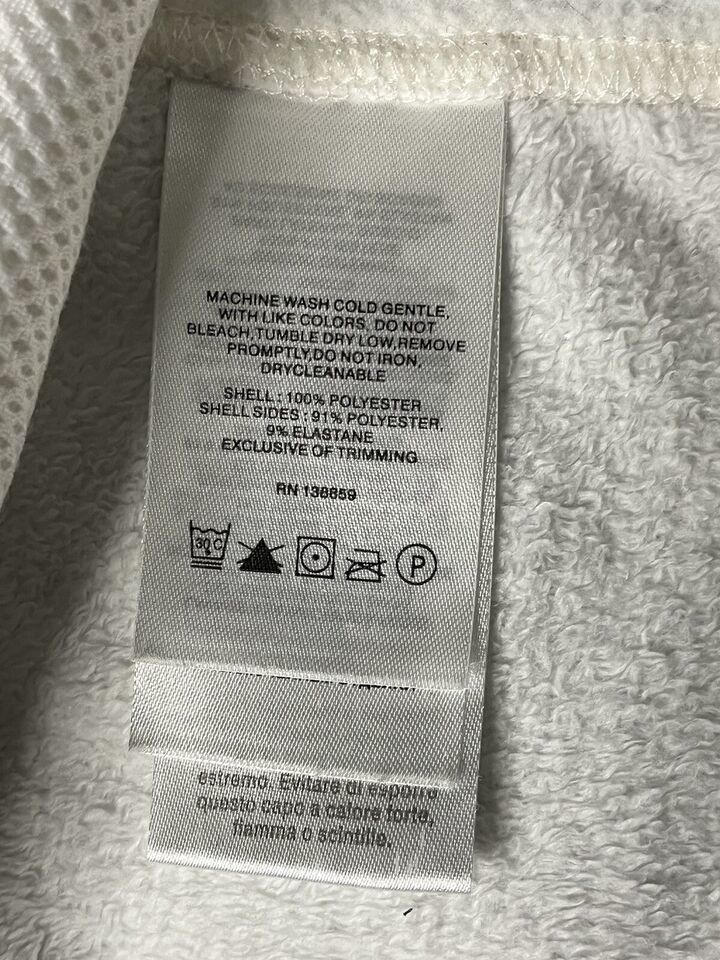 MACHINE WASH COLD GENTLE,
WITH LIKE COLORS, DO NOT
BLEACH,TUMBLE DRY LOW,REMOVE
PROMPTLY,DO NOT IRON,
DRYCLEANABLE
SHELL : 100% POLYESTER
SHELL SIDES : 91% POLYESTER,
9% ELASTANE
EXCLUSIVE OF TRIMMING
RN 138859
30 C
P
estremo. Evitare di esporre
questo capo a calore forte,
fiamma o scintille.